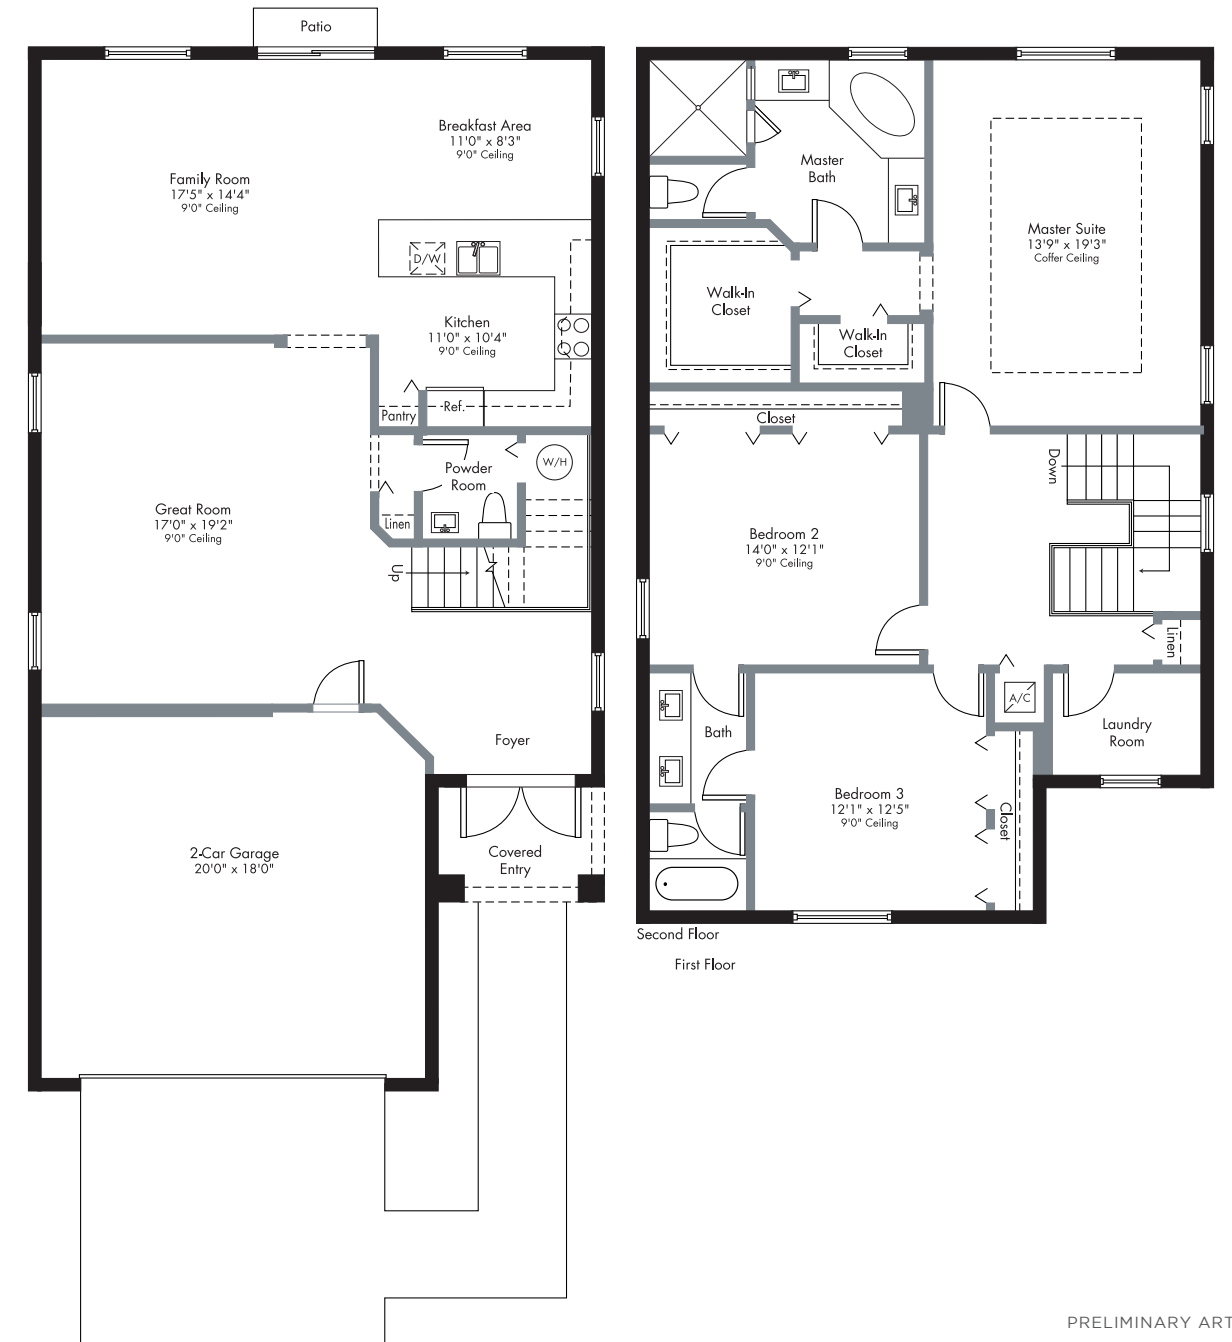 Patio
Breakfast Area
11'0" x 8'3"
9'0" Ceiling
Family Room
17'5" x 14'4"
9'0" Ceiling
D/W
Kitchen
11'0" x 10'4"
9'0" Ceiling
Pantry
Ref.
Powder
Room
W/H
Linen
Great Room
17'0" x 19'2"
9'0" Ceiling
Up
Foyer
2-Car Garage
20'0" x 18'0"
Covered
Entry
Master
Bath
Master Suite
13'9" x 19'3"
Coffer Ceiling
Walk-In
Closet
Walk-In
Closet
Closet
Down
Bedroom 2
14'0" x 12'1"
9'0" Ceiling
Linen
A/C
Laundry
Room
Bath
Bedroom 3
12'1" x 12'5"
9'0" Ceiling
Closet
Second Floor
First Floor
PRELIMINARY ART